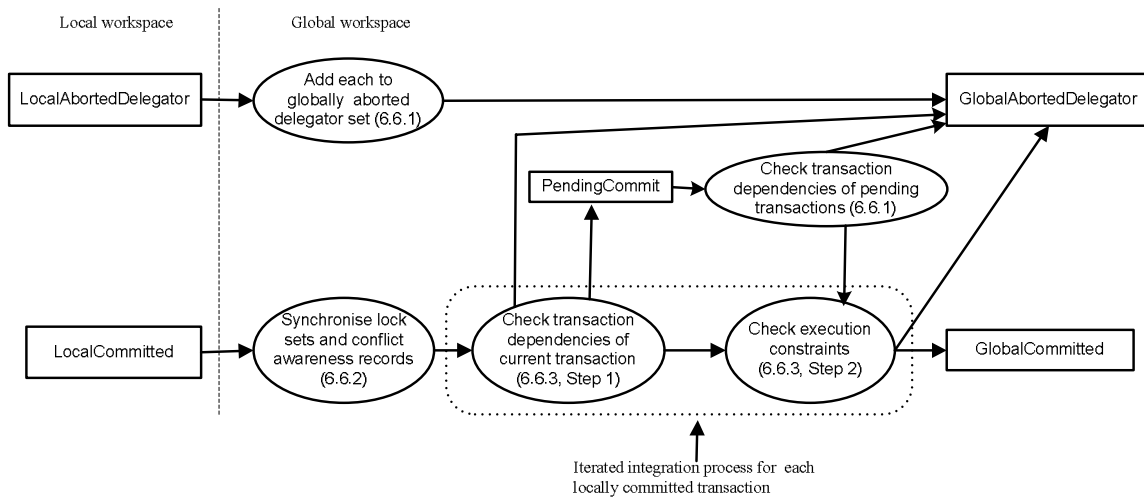 Local workspace
Global workspace
LocalAbortedDelegator
Add each to
globally aborted
delegator set (6.6.1)
GlobalAbortedDelegator
PendingCommit
Check transaction
dependencies of pending
transactions (6.6.1)
LocalCommitted
Synchronise lock
sets and conflict
awareness records
(6.6.2)
Check transaction
dependencies of
current transaction
(6.6.3, Step 1)
Check execution
constraints
(6.6.3, Step 2)
GlobalCommitted
Iterated integration process for each
locally committed transaction